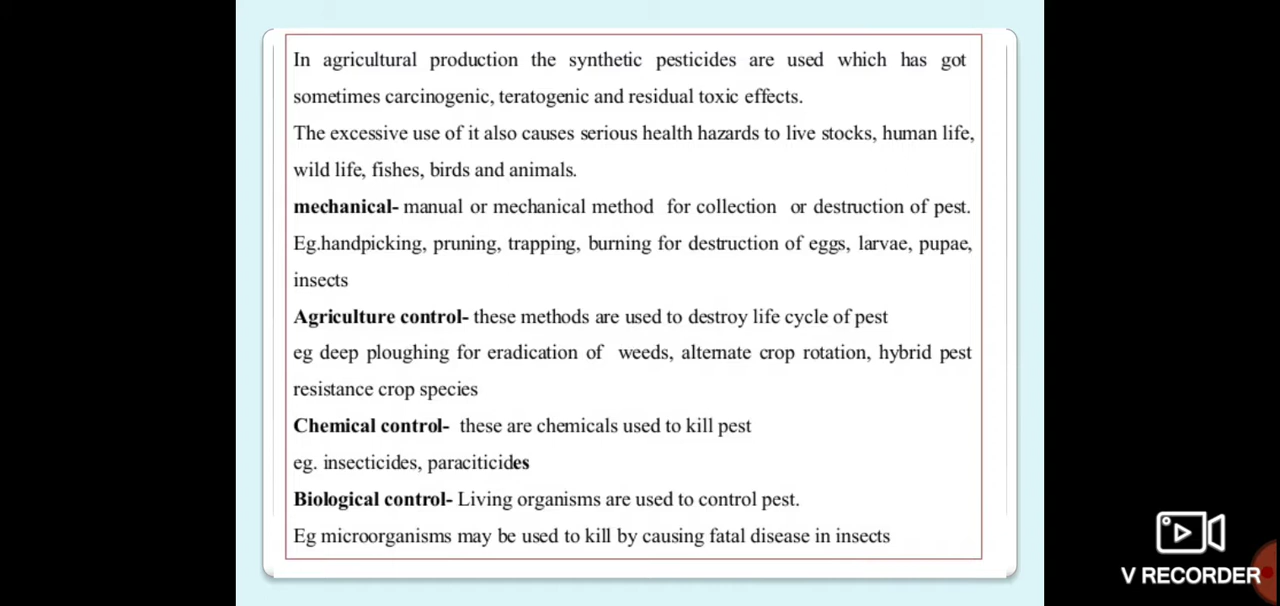 In agricultural production the synthetic pesticides are used which has got
sometimes carcinogenic, teratogenic and residual toxic effects.
The excessive use of it also causes serious health hazards to live stocks, human life,
wild life, fishes, birds and animals.
mechanical- manual or mechanical method for collection or destruction of pest.
Eg.handpicking, pruning, trapping, burning for destruction of eggs, larvae, pupae,
insects
Agriculture control- these methods are used to destroy life cycle of pest
eg deep ploughing for eradication of weeds, alternate crop rotation, hybrid pest
resistance crop species
Chemical control- these are chemicals used to kill pest
eg. insecticides, paraciticides
Biological control- Living organisms are used to control pest.
Eg microorganisms may be used to kill by causing fatal disease in insects
V RECORDER